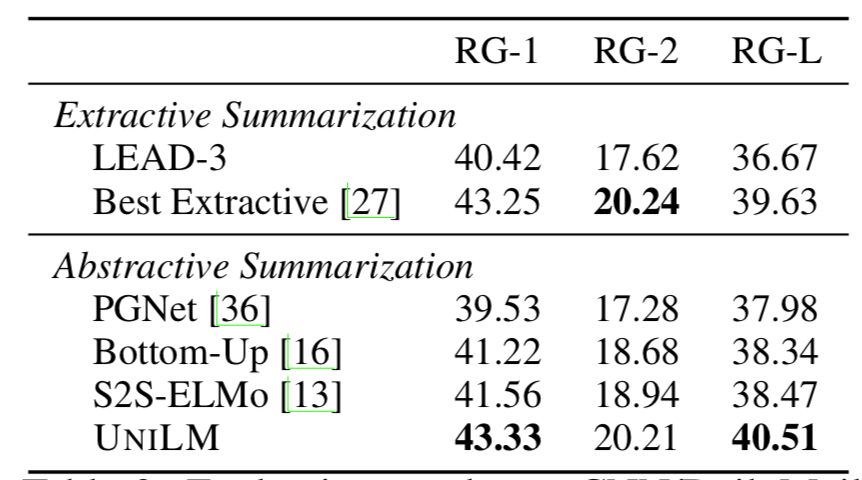 RG-1 RG-2 RG-L
Extractive Summarization
LEAD-3 40.42 17.62 36.67
Best Extractive [27] 43.25 20.24 39.63
Abstractive Summarization
PGNet [36] 39.53 17.28 37.98
Bottom-Up [16] 41.22 18.68 38.34
S2S-ELMo [13] 41.56 18.94 38.47
UNILM 43.33 20.21 40.51